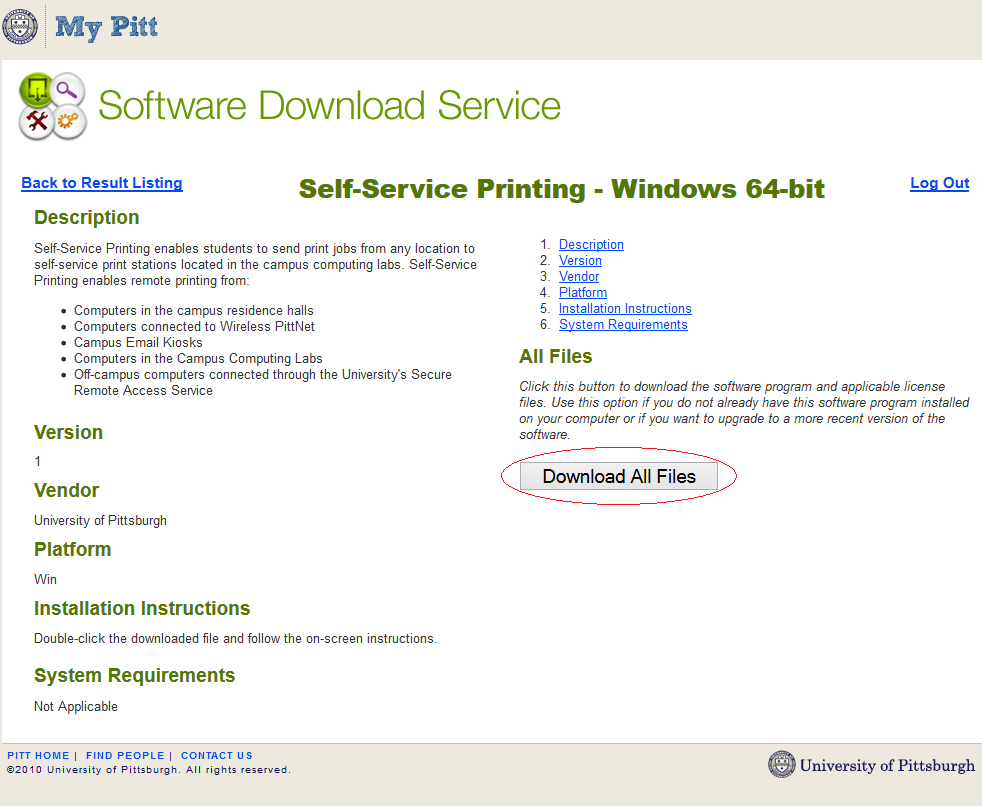 My Pitt
Software Download Service
Back to Result Listing
Self-Service Printing - Windows 64-bit
Log Out
Description
Self-Service Printing enables students to send print jobs from any location to
self-service print stations located in the campus computing labs. Self-Service
Printing enables remote printing from:
• Computers in the campus residence halls
• Computers connected to Wireless PittNet
• Campus Email Kiosks
• Computers in the Campus Computing Labs
• Off-campus computers connected through the University's Secure
Remote Access Service
Version
1
Vendor
University of Pittsburgh
Platform
Win
Installation Instructions
Double-click the downloaded file and follow the on-screen instructions.
System Requirements
Not Applicable
1. Description
2. Version
3. Vendor
4. Platform
5. Installation Instructions
6. System Requirements
All Files
Click this button to download the software program and applicable license
files. Use this option if you do not already have this software program installed
on your computer or if you want to upgrade to a more recent version of the
software.
Download All Files
PITT HOME | FIND PEOPLE | CONTACT US
©2010 University of Pittsburgh. All rights reserved.
University of Pittsburgh